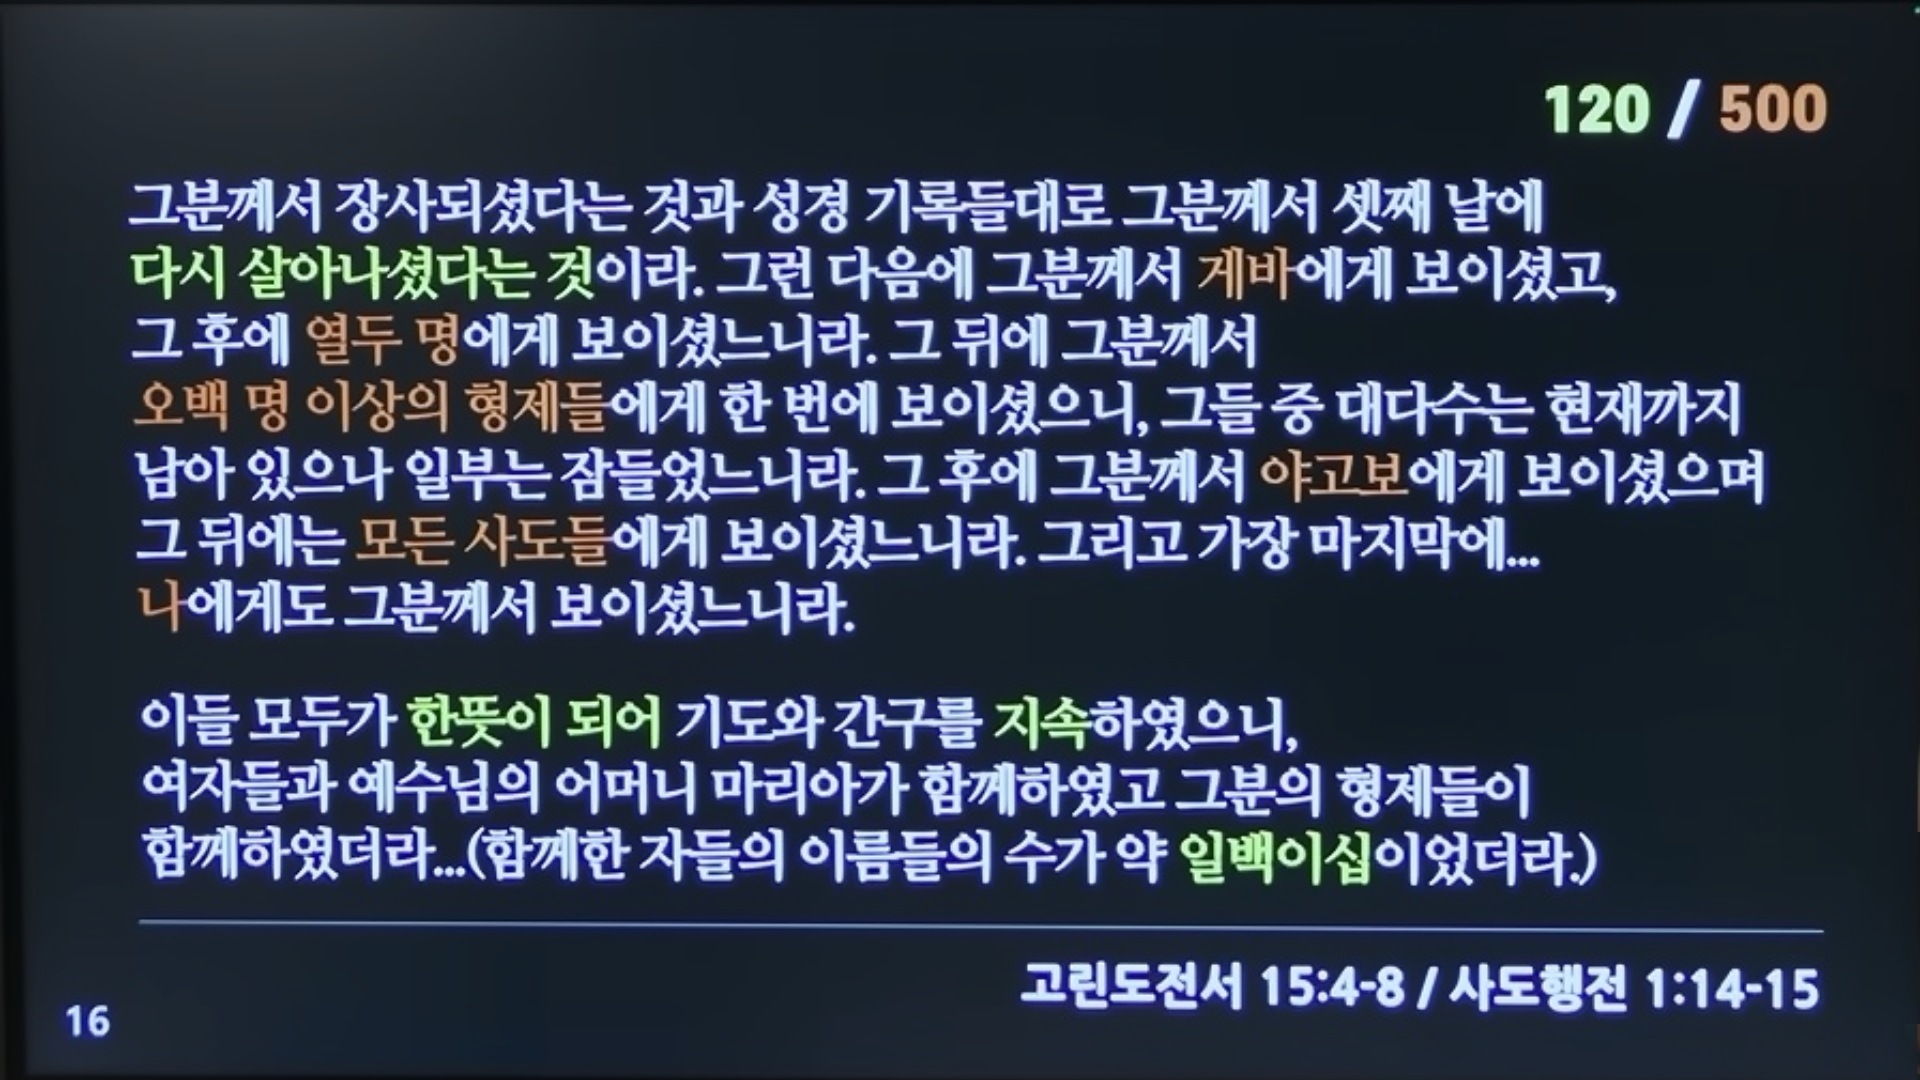 120 / 500
그분께서 장사되셨다는 것과 성경 기록들대로 그분께서 셋째 날에
다시 살아나셨다는 것이라. 그런 다음에 그분께서 게바에게 보이셨고,
그 후에 열두 명에게 보이셨느니라. 그 뒤에 그분께서
오백 명 이상의 형제들에게 한 번에 보이셨으니, 그들 중 대다수는 현재까지
남아 있으나 일부는 잠들었느니라. 그 후에 그분께서 야고보에게 보이셨으며
그 뒤에는 모든 사도들에게 보이셨느니라. 그리고 가장 마지막에...
나에게도 그분께서 보이셨느니라.
이들 모두가 한뜻이 되어 기도와 간구를 지속하였으니,
여자들과 예수님의 어머니 마리아가 함께하였고 그분의 형제들이
함께하였더라...(함께한 자들의 이름들의 수가 약 일백이십이었더라.)
고린도전서 15:4-8 / 사도행전 1:14-15
16